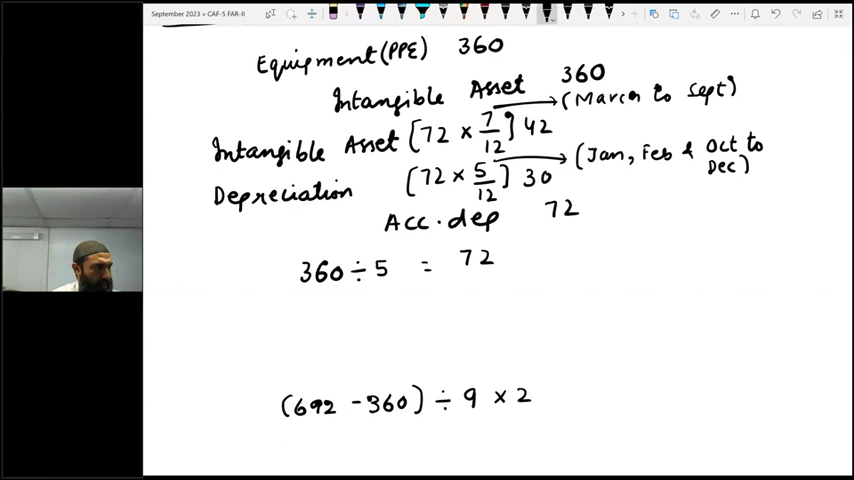 September 2023 » CAF-5 FAR-II
Equipment(PPE) 360
Intangible Asset 360
Intangible Asset [72 × 7/12] 42 → (March to Sept)
Depreciation [72 × 5/12] 30 → (Jan, Feb & Oct to Dec)
Acc. dep 72
360 ÷ 5 = 72
(692 - 360) ÷ 9 × 2